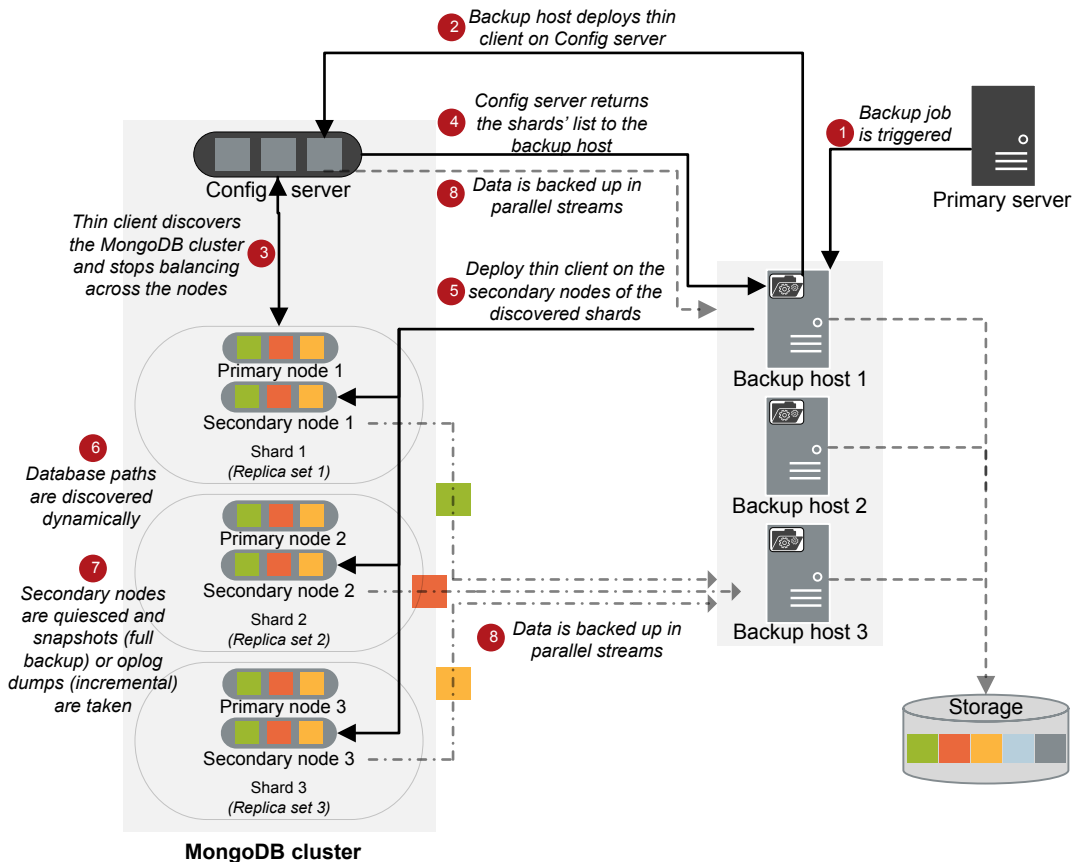 2
Backup host deploys thin
client on Config server
4
Config server returns
the shards' list to the
backup host
1
Backup job
is triggered
Primary server
Config server
8
Data is backed up in
parallel streams
3
Thin client discovers
the MongoDB cluster
and stops balancing
across the nodes
5
Deploy thin client on the
secondary nodes of the
discovered shards
Primary node 1
Secondary node 1
Shard 1
(Replica set 1)
Backup host 1
6
Database paths
are discovered
dynamically
Primary node 2
Secondary node 2
Shard 2
(Replica set 2)
Backup host 2
7
Secondary nodes
are quiesced and
snapshots (full
backup) or oplog
dumps (incremental)
are taken
8
Data is backed up in
parallel streams
Backup host 3
Primary node 3
Secondary node 3
Shard 3
(Replica set 3)
Storage
MongoDB cluster